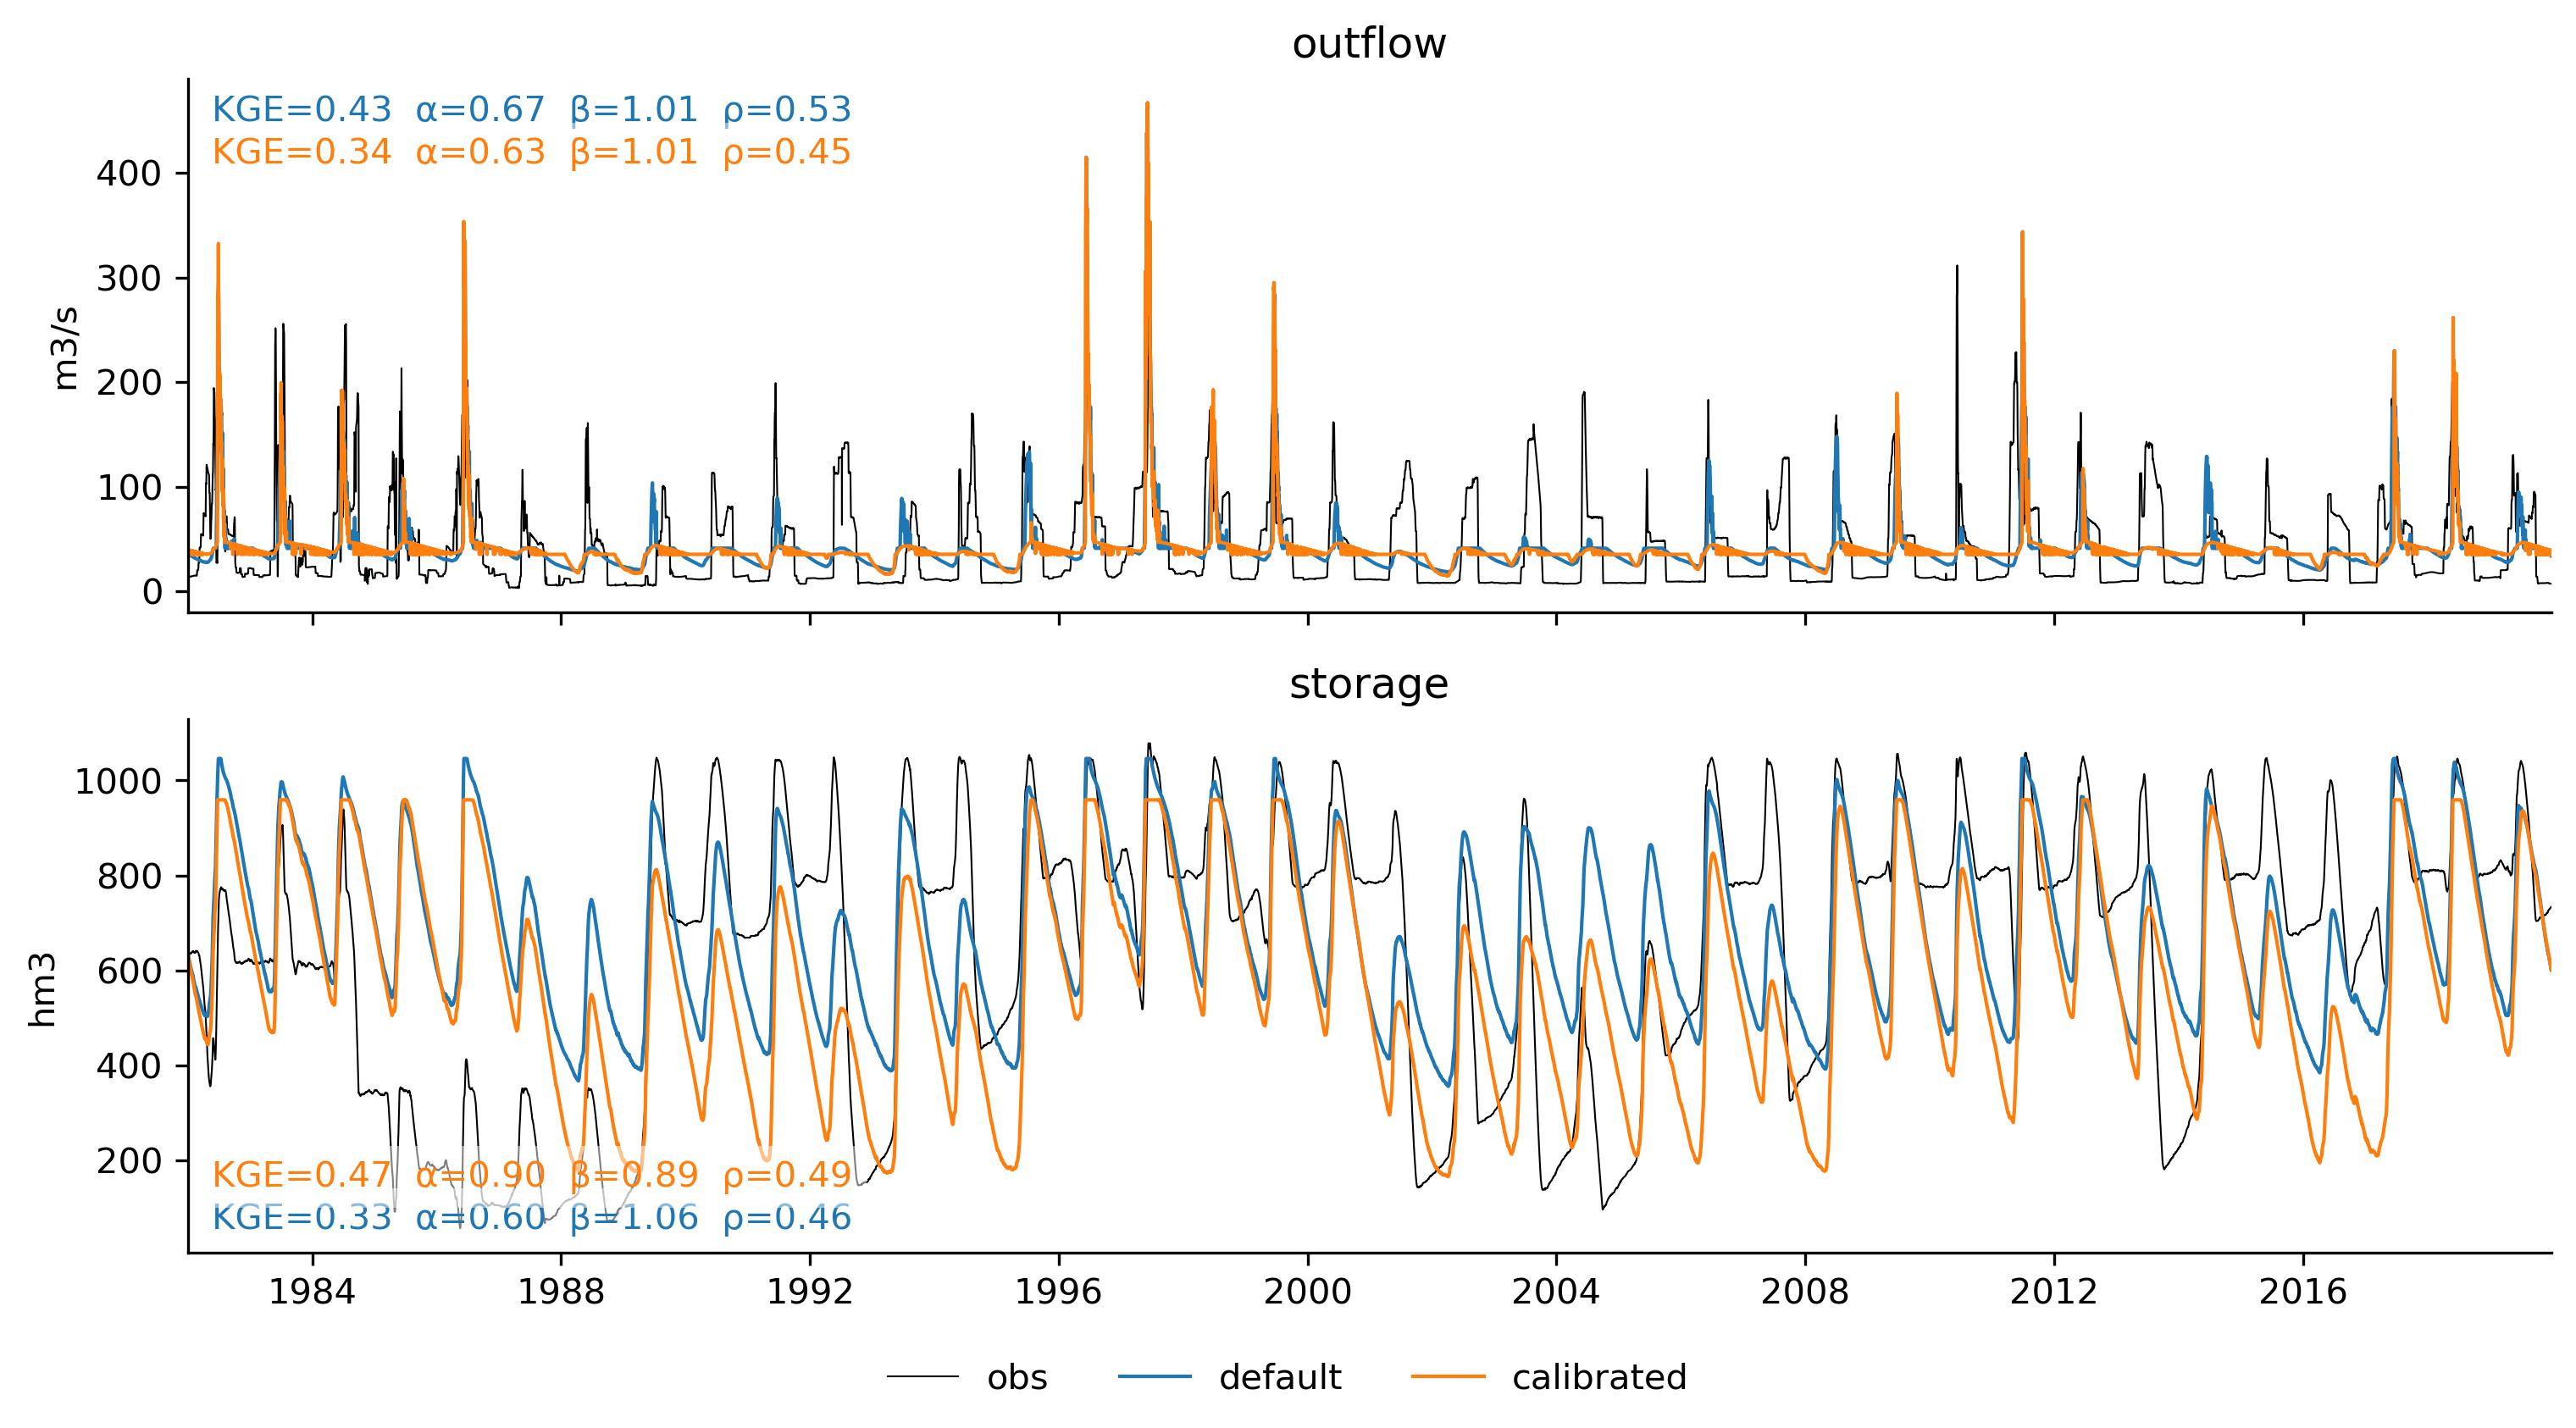 outflow
KGE=0.43 α=0.67 β=1.01 ρ=0.53
KGE=0.34 α=0.63 β=1.01 ρ=0.45
400
300
200
100
0
m3/s
storage
1000
800
600
400
200
hm3
KGE=0.47 α=0.90 β=0.89 ρ=0.49
KGE=0.33 α=0.60 β=1.06 ρ=0.46
1984 1988 1992 1996 2000 2004 2008 2012 2016
obs default calibrated